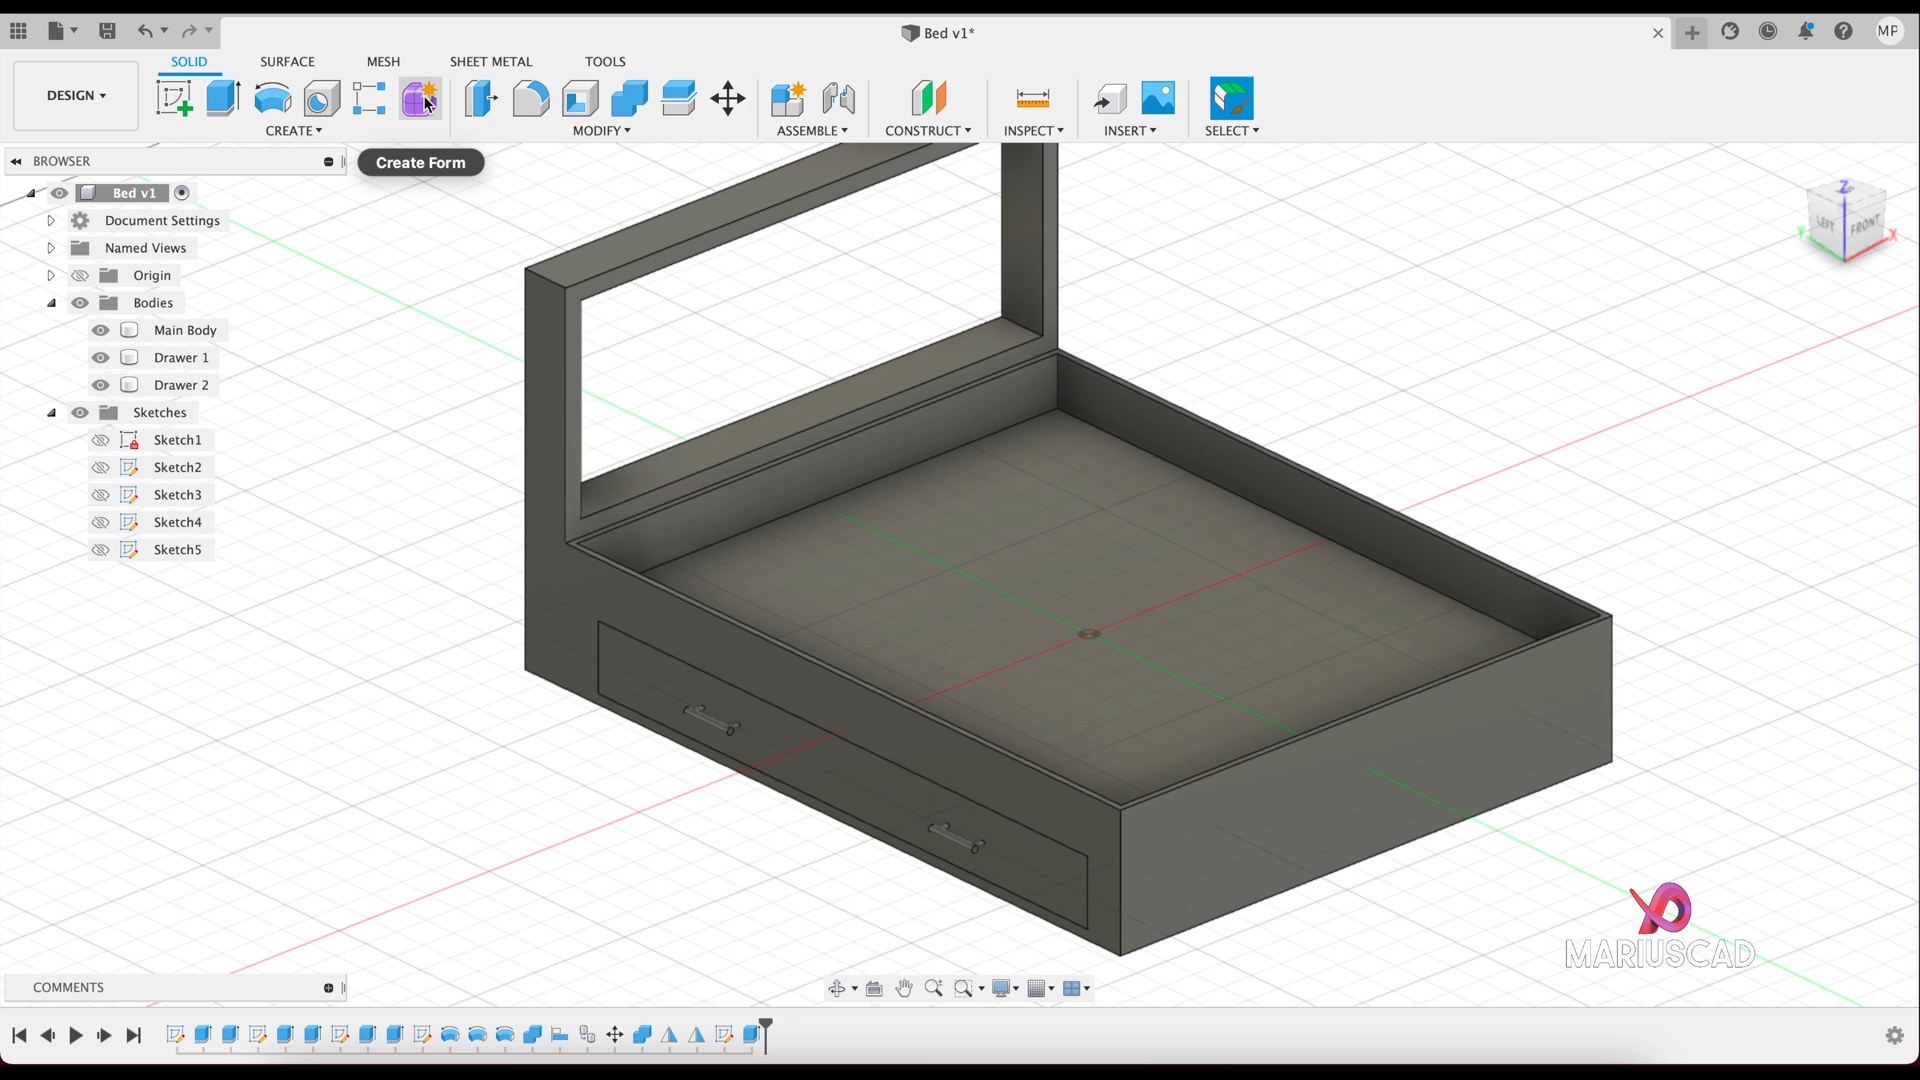 Bed v1*
MP
DESIGN
SOLID
SURFACE
MESH
SHEET METAL
TOOLS
CREATE
MODIFY
ASSEMBLE
CONSTRUCT
INSPECT
INSERT
SELECT
BROWSER
Create Form
Bed v1
Document Settings
Named Views
Origin
Bodies
Main Body
Drawer 1
Drawer 2
Sketches
Sketch1
Sketch2
Sketch3
Sketch4
Sketch5
Z
LEFT
FRONT
Y
X
MARIUSCAD
COMMENTS